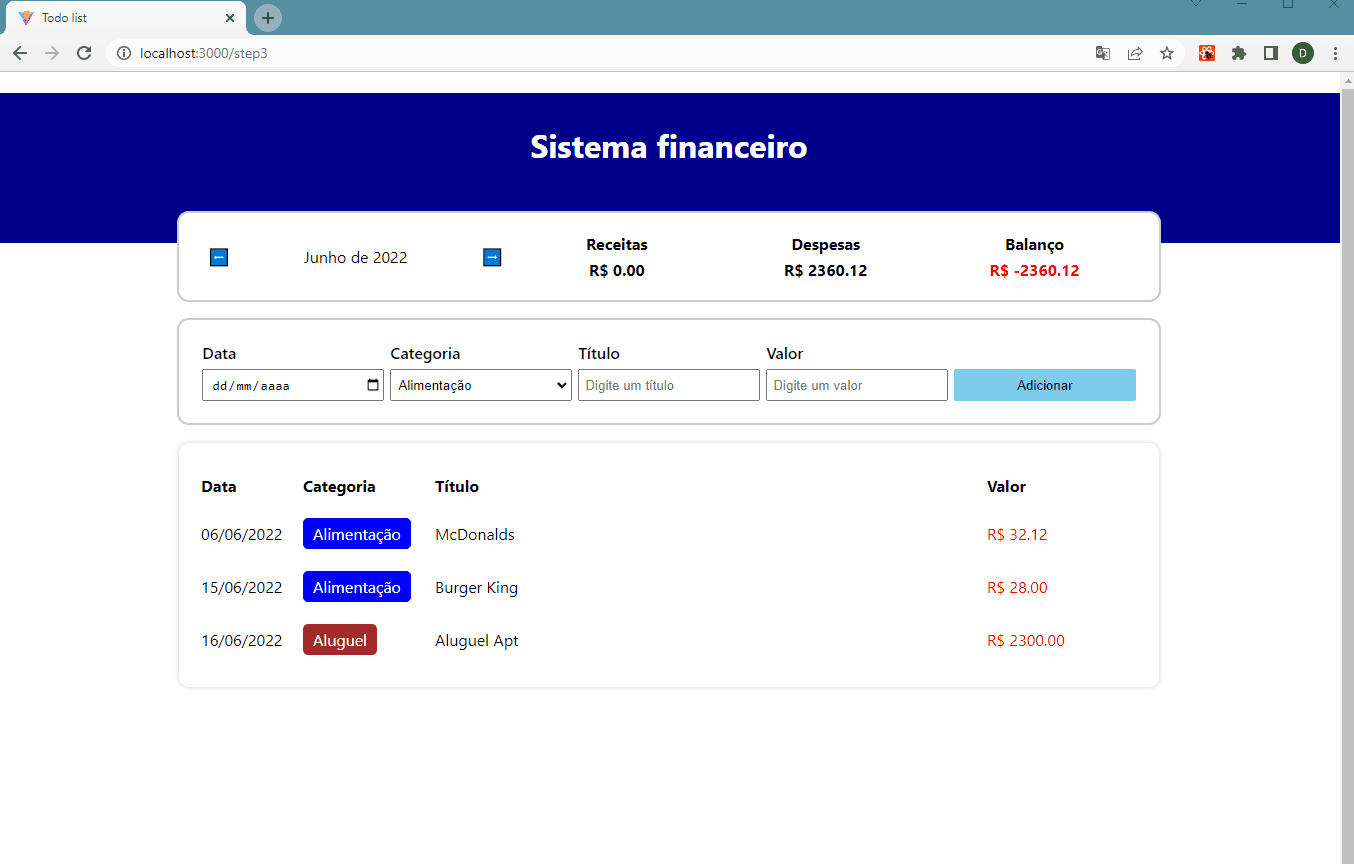 Todo list
localhost:3000/step3
D
Sistema financeiro
Junho de 2022
Receitas
R$ 0.00
Despesas
R$ 2360.12
Balanço
R$ -2360.12
Data Categoria Título Valor
dd/mm/aaaa Alimentação Digite um título Digite um valor Adicionar
Data Categoria Título Valor
06/06/2022 Alimentação McDonalds R$ 32.12
15/06/2022 Alimentação Burger King R$ 28.00
16/06/2022 Aluguel Aluguel Apt R$ 2300.00